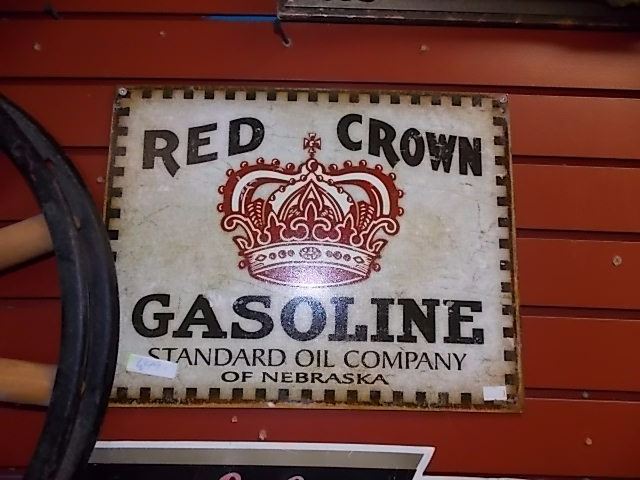 RED CROWN
GASOLINE
STANDARD OIL COMPANY
OF NEBRASKA